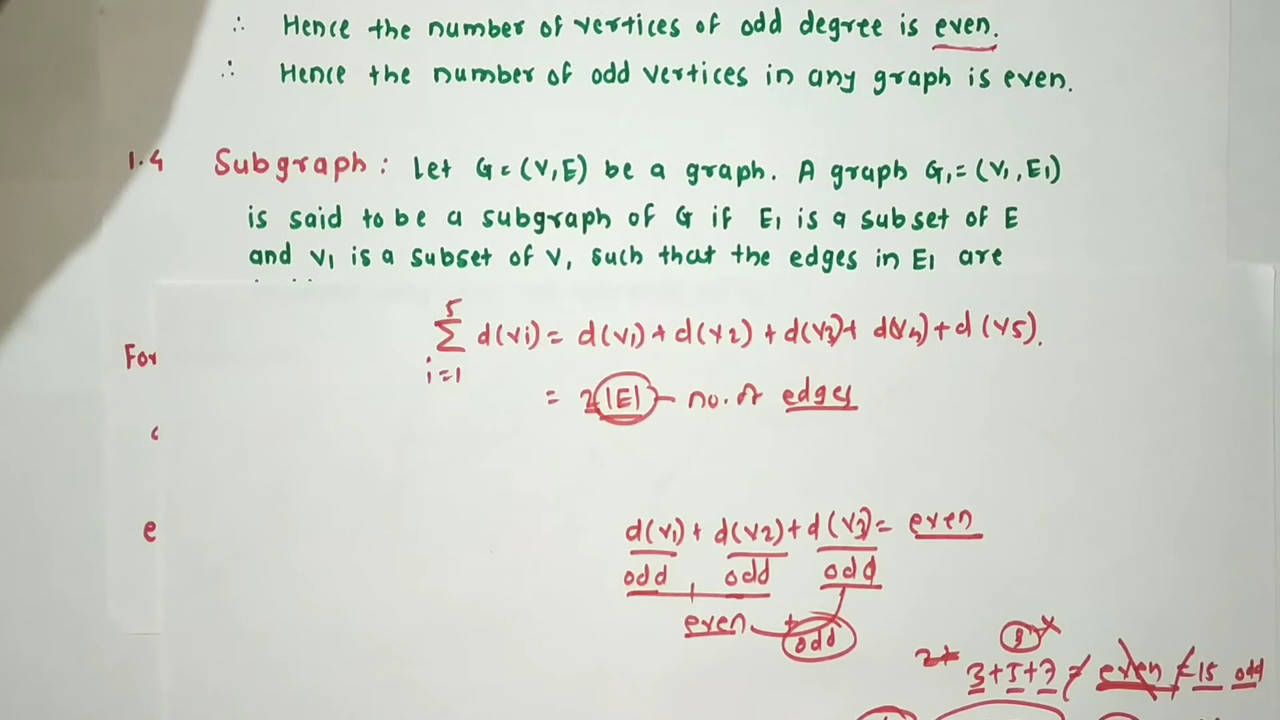 ∴ Hence the number of vertices of odd degree is even.
∴ Hence the number of odd vertices in any graph is even.
1.4 Subgraph: Let G=(V,E) be a graph. A graph G₁=(V₁,E₁)
is said to be a subgraph of G if E₁ is a subset of E
and V₁ is a subset of V, such that the edges in E₁ are
For
5
Σ d(vi) = d(v1) + d(v2) + d(v3) + d(v4) + d(v5).
i=1
= 2|E| no. of edges
e
d(v1) + d(v2) + d(v3) = even
odd odd odd
even + odd
9 x
2+
3+5+7 ≠ even = 15 odd